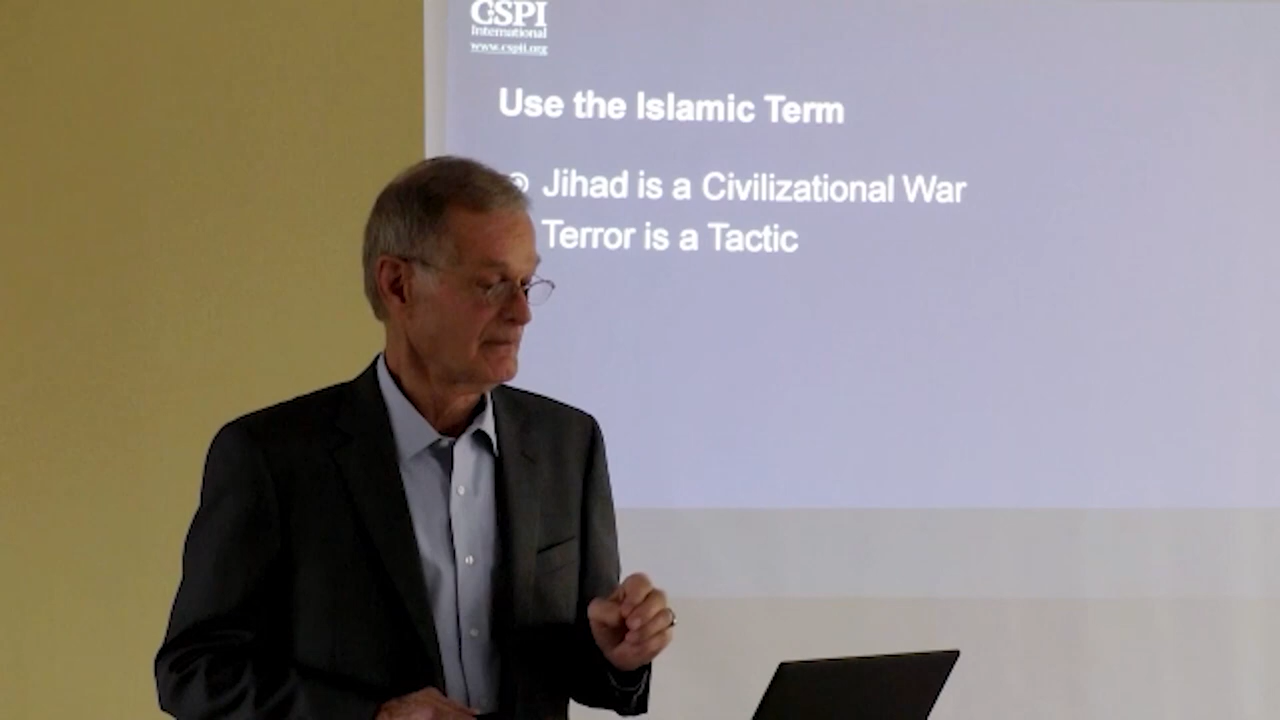 CSPI
International
www.cspii.org
Use the Islamic Term
Jihad is a Civilizational War
Terror is a Tactic